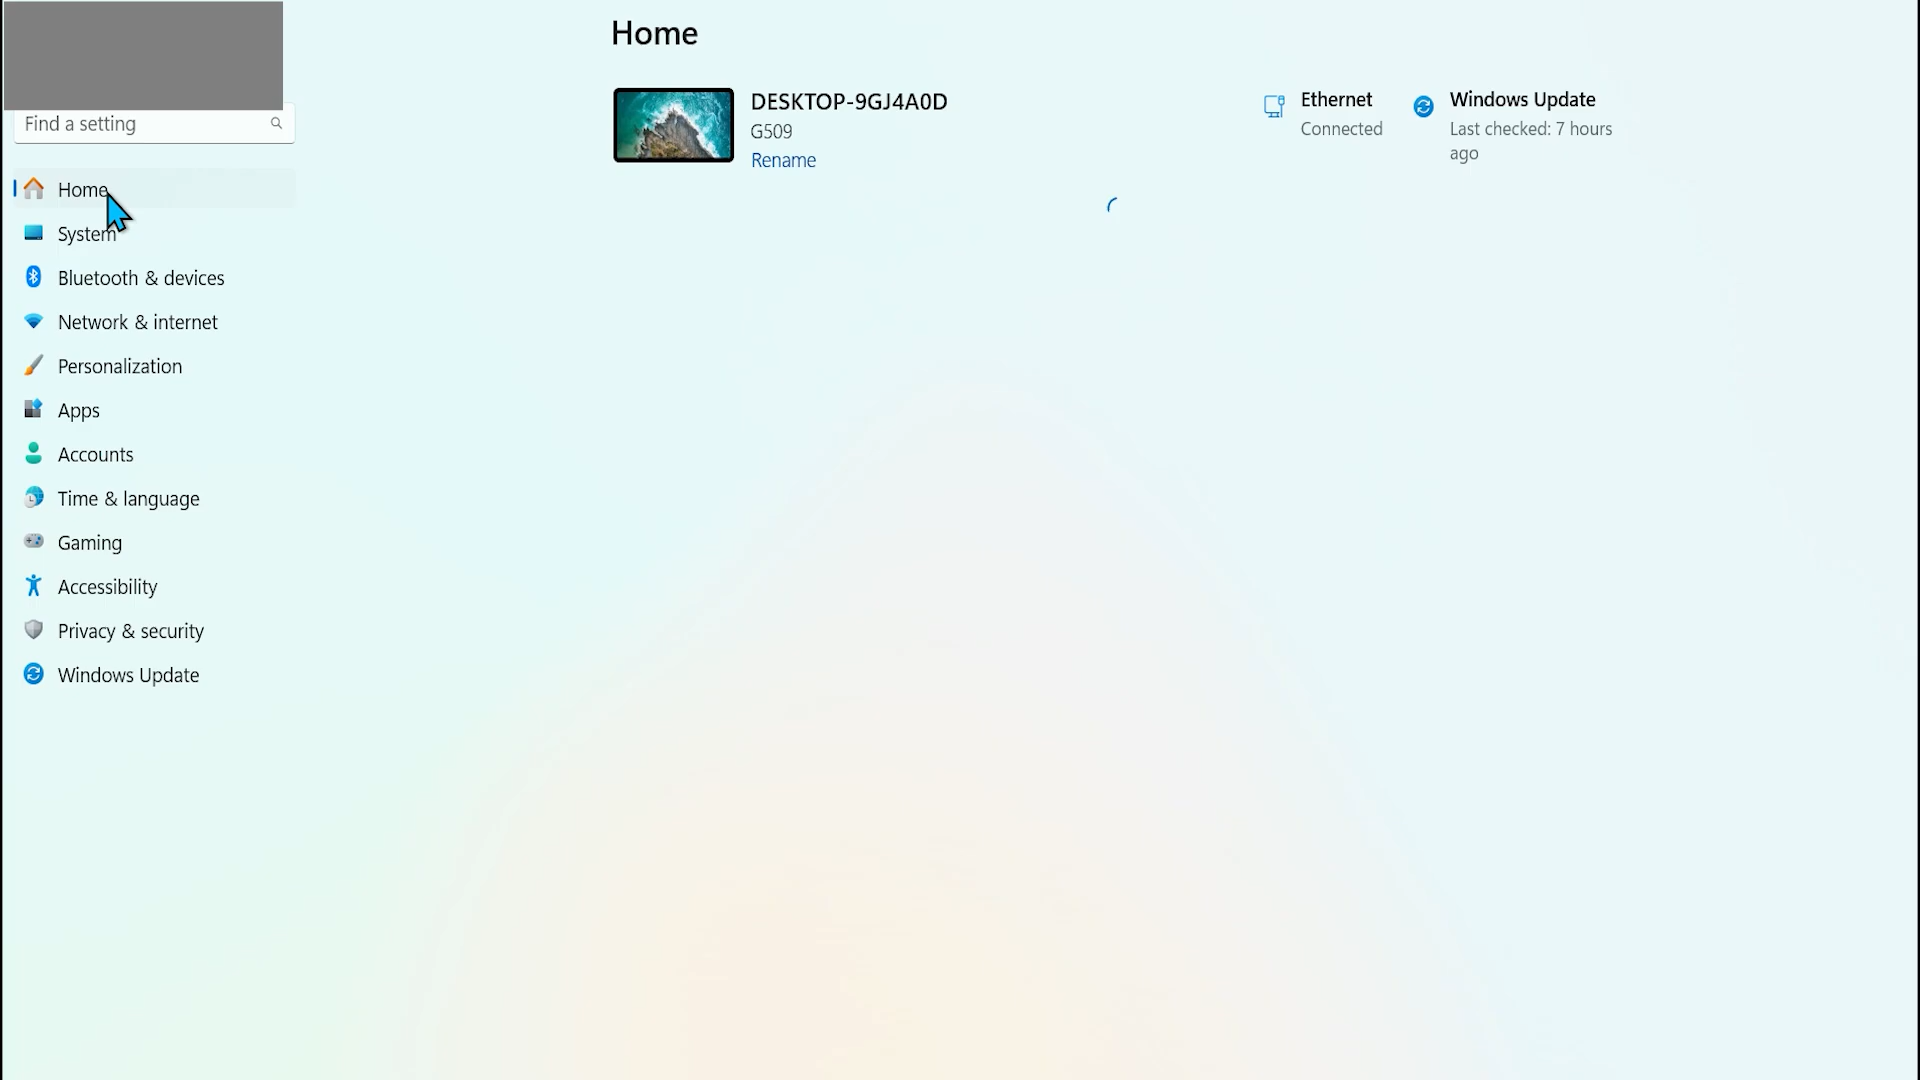 Home
DESKTOP-9GJ4A0D
G509
Rename
Ethernet
Connected
Windows Update
Last checked: 7 hours
ago
Find a setting
Home
System
Bluetooth & devices
Network & internet
Personalization
Apps
Accounts
Time & language
Gaming
Accessibility
Privacy & security
Windows Update